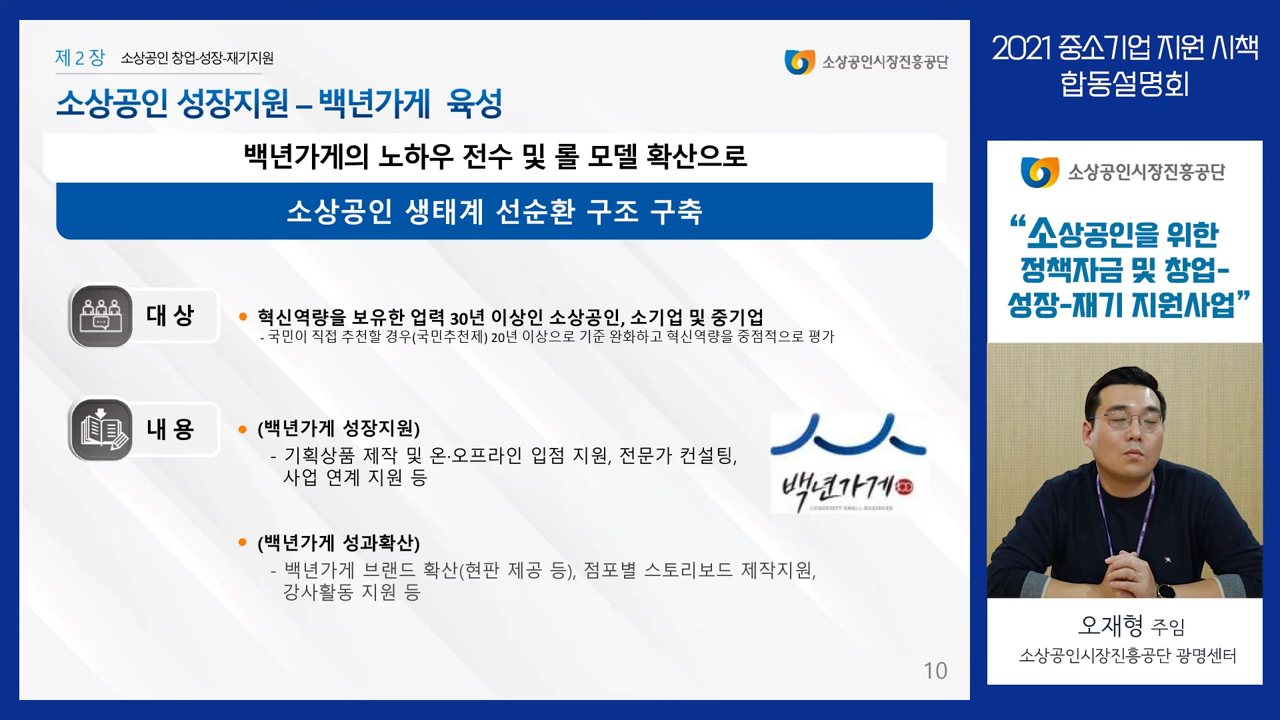 제 2 장 소상공인 창업-성장-재기지원
소상공인시장진흥공단
소상공인 성장지원 – 백년가게 육성
백년가게의 노하우 전수 및 롤 모델 확산으로
소상공인 생태계 선순환 구조 구축
대 상
• 혁신역량을 보유한 업력 30년 이상인 소상공인, 소기업 및 중기업
- 국민이 직접 추천할 경우(국민추천제) 20년 이상으로 기준 완화하고 혁신역량을 중점적으로 평가
내 용
• (백년가게 성장지원)
- 기획상품 제작 및 온·오프라인 입점 지원, 전문가 컨설팅,
사업 연계 지원 등
백년가게
• (백년가게 성과확산)
- 백년가게 브랜드 확산(현판 제공 등), 점포별 스토리보드 제작지원,
강사활동 지원 등
10
2021 중소기업 지원 시책
합동설명회
소상공인시장진흥공단
“소상공인을 위한
정책자금 및 창업-
성장-재기 지원사업”
오재형 주임
소상공인시장진흥공단 광명센터